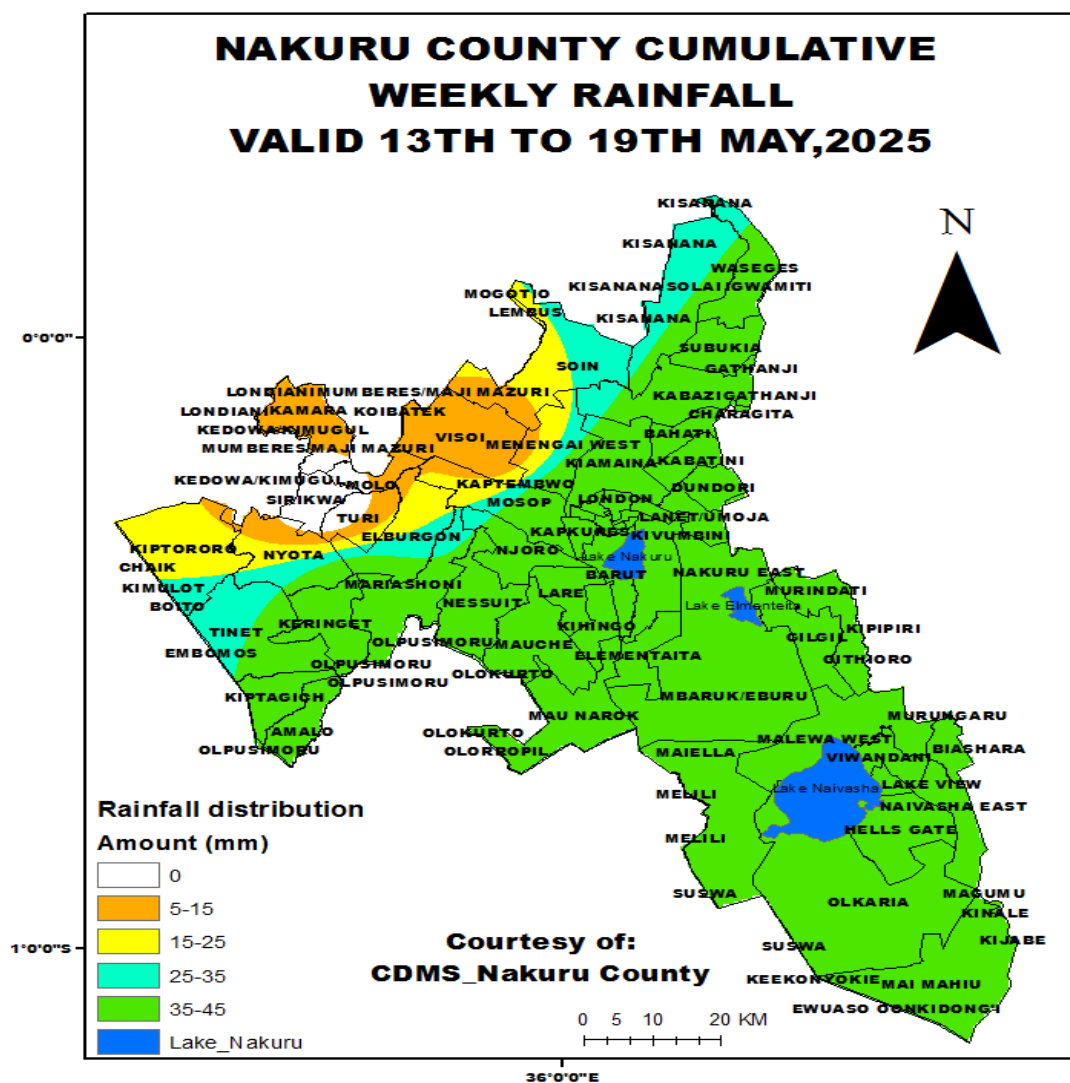 NAKURU COUNTY CUMULATIVE
WEEKLY RAINFALL
VALID 13TH TO 19TH MAY,2025
KISANANA
N
KISANANA
WASEGES
KISANANA SOLAI IGWAMITI
MOGOTIO
LEMBUS
KISANANA
0°0'0"
SUBUKIA
SOIN
GATHANJI
LONDIANI MUMBERES/MAJI MAZURI
KABAZI GATHANJI
LONDIANI KAMARA KOIBATEK
CHARAGITA
KEDOWA/KIMUGUL
VISOI
BAHATI
MUMBERES/MAJI MAZURI
MENENGAI WEST
KIAMAINA KABATINI
KEDOWA/KIMUGUL
MOLO
KAPTEMBWO
DUNDORI
SIRIKWA
MOSOP
LONDON
TURI
LANET/UMOJA
ELBURGON
KIVUMBINI
KIPTORORO
NYOTA
NJORO
Lake Nakuru
CHAIK
BARUT
NAKURU EAST
KIMULOT
MARIASHONI
LARE
MURINDATI
BOITO
NESSUIT
Lake Elmenteita
TINET
KERINGET
KIHINGO
KIPIPIRI
OLPUSIMORU
MAUCHE
GILGIL
EMBOMOS
ELEMENTAITA
OLPUSIMORU
OLOKURTO
OLPUSIMORU
KIPTAGICH
MBARUK/EBURU
MAU NAROK
MURUNGARU
AMALO
OLOKURTO
MALEWA WEST
OLPUSIMORU
OLORROPIL
MAIELLA
VIWANDANI
BIASHARA
Lake Naivasha
LAKE VIEW
MELILI
NAIVASHA EAST
HELLS GATE
MELILI
SUSWA
OLKARIA
MAGUMU
KINALE
SUSWA
KIJABE
KEEKONYOKIE
MAI MAHIU
EWUASO OONKIDONG'I
Rainfall distribution
Amount (mm)
0
5-15
15-25
25-35
35-45
Lake_Nakuru
1°0'0"S
Courtesy of:
CDMS_Nakuru County
0 5 10 20 KM
36°0'0"E